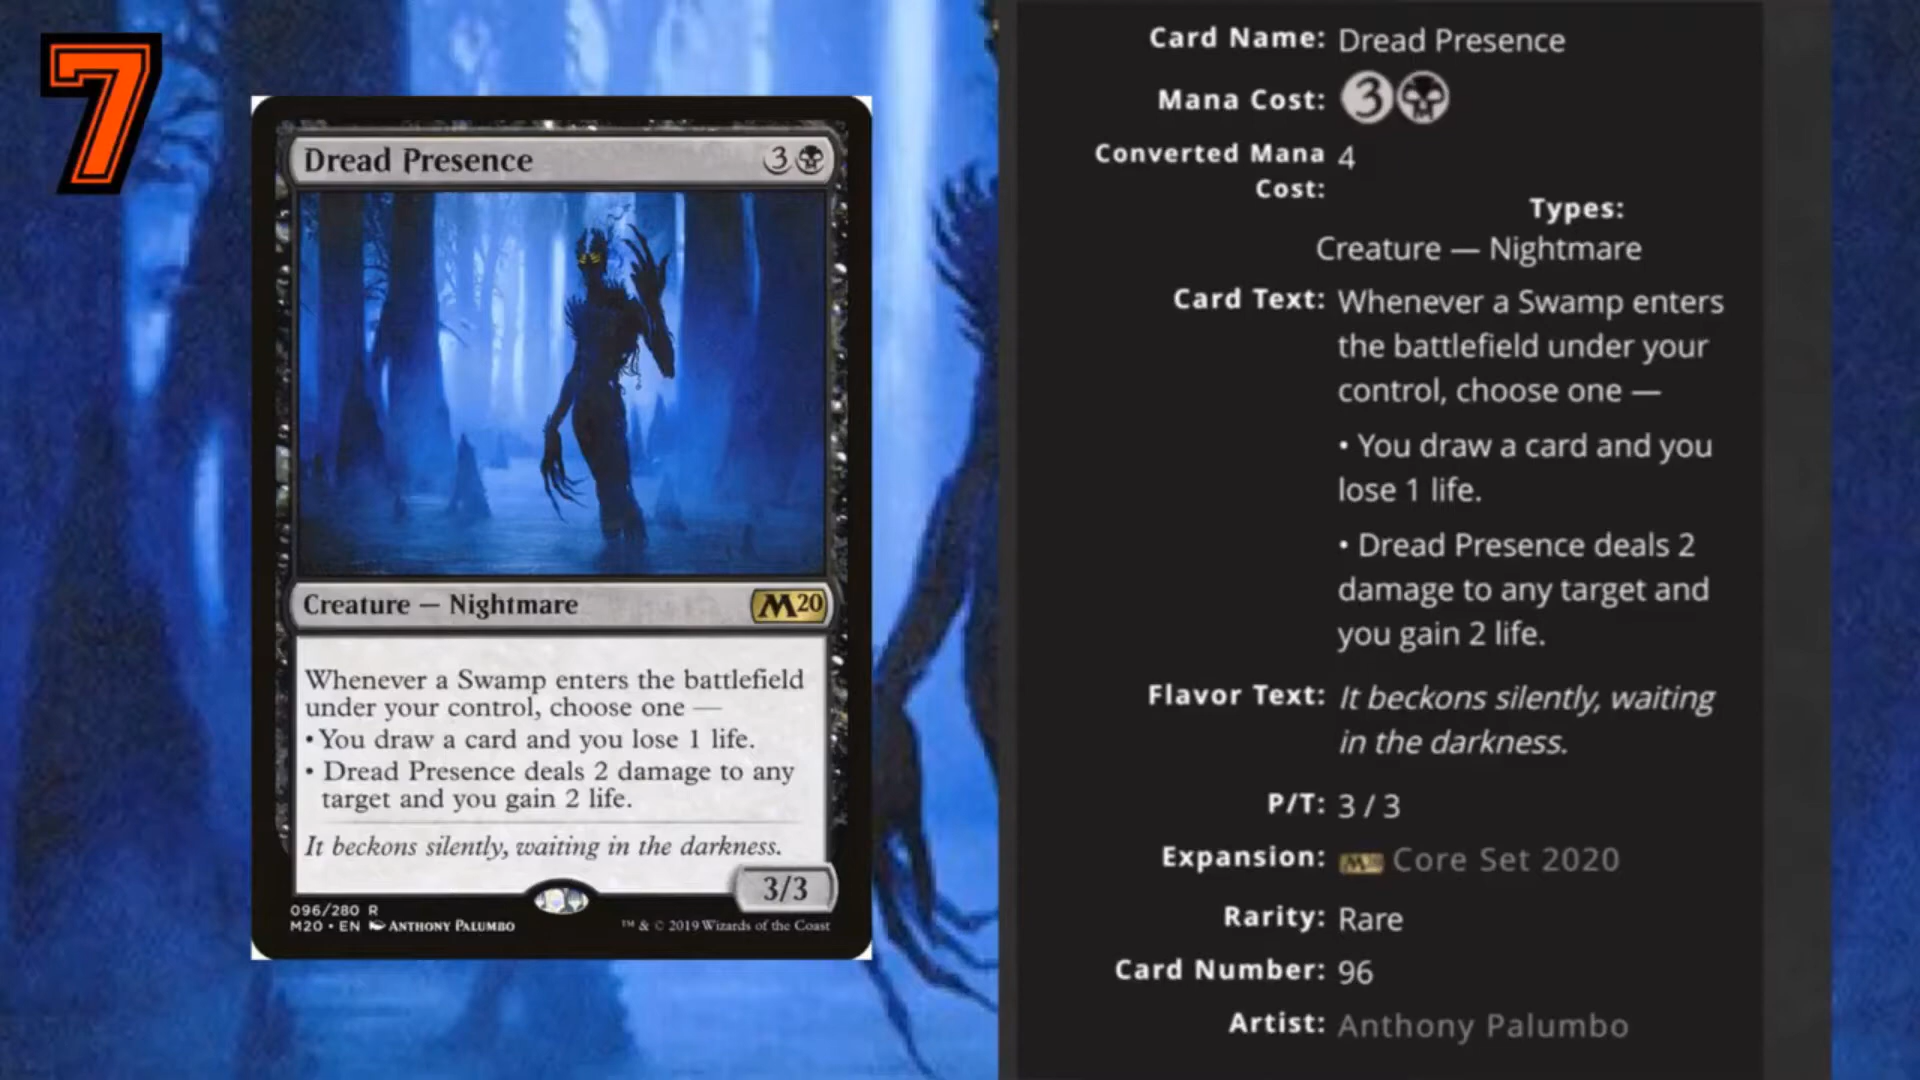 7
Dread Presence 3
Creature — Nightmare M20
Whenever a Swamp enters the battlefield
under your control, choose one —
• You draw a card and you lose 1 life.
• Dread Presence deals 2 damage to any
target and you gain 2 life.
It beckons silently, waiting in the darkness.
3/3
096/280 R
M20 • EN Anthony Palumbo
™ & © 2019 Wizards of the Coast
Card Name: Dread Presence
Mana Cost: 3
Converted Mana 4
Cost:
Types:
Creature — Nightmare
Card Text: Whenever a Swamp enters
the battlefield under your
control, choose one —
• You draw a card and you
lose 1 life.
• Dread Presence deals 2
damage to any target and
you gain 2 life.
Flavor Text: It beckons silently, waiting
in the darkness.
P/T: 3 / 3
Expansion: Core Set 2020
Rarity: Rare
Card Number: 96
Artist: Anthony Palumbo